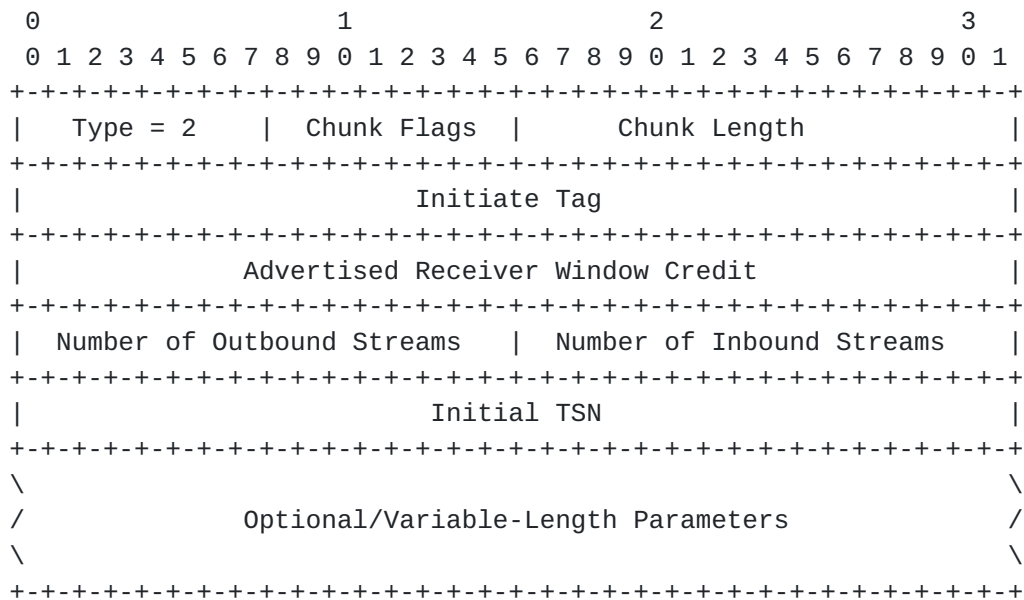 0                   1                   2                   3
 0 1 2 3 4 5 6 7 8 9 0 1 2 3 4 5 6 7 8 9 0 1 2 3 4 5 6 7 8 9 0 1
+-+-+-+-+-+-+-+-+-+-+-+-+-+-+-+-+-+-+-+-+-+-+-+-+-+-+-+-+-+-+-+-+
|   Type = 2    |  Chunk Flags  |      Chunk Length             |
+-+-+-+-+-+-+-+-+-+-+-+-+-+-+-+-+-+-+-+-+-+-+-+-+-+-+-+-+-+-+-+-+
|                         Initiate Tag                          |
+-+-+-+-+-+-+-+-+-+-+-+-+-+-+-+-+-+-+-+-+-+-+-+-+-+-+-+-+-+-+-+-+
|              Advertised Receiver Window Credit                |
+-+-+-+-+-+-+-+-+-+-+-+-+-+-+-+-+-+-+-+-+-+-+-+-+-+-+-+-+-+-+-+-+
|  Number of Outbound Streams   |  Number of Inbound Streams    |
+-+-+-+-+-+-+-+-+-+-+-+-+-+-+-+-+-+-+-+-+-+-+-+-+-+-+-+-+-+-+-+-+
|                          Initial TSN                          |
+-+-+-+-+-+-+-+-+-+-+-+-+-+-+-+-+-+-+-+-+-+-+-+-+-+-+-+-+-+-+-+-+
\                                                               \
/              Optional/Variable-Length Parameters              /
\                                                               \
+-+-+-+-+-+-+-+-+-+-+-+-+-+-+-+-+-+-+-+-+-+-+-+-+-+-+-+-+-+-+-+-+